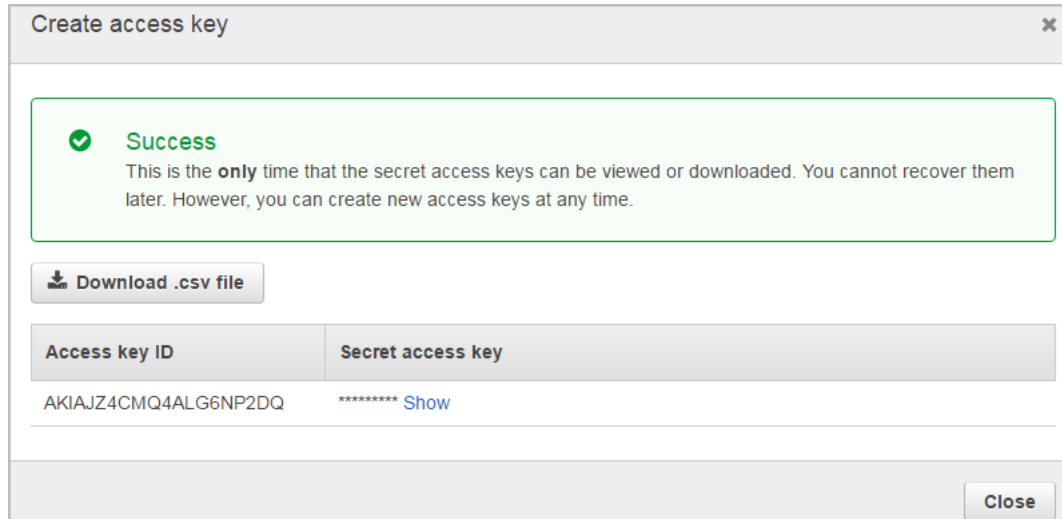 Create access key
Success
This is the only time that the secret access keys can be viewed or downloaded. You cannot recover them
later. However, you can create new access keys at any time.
Download .csv file
Access key ID Secret access key
AKIAJZ4CMQ4ALG6NP2DQ ********* Show
Close